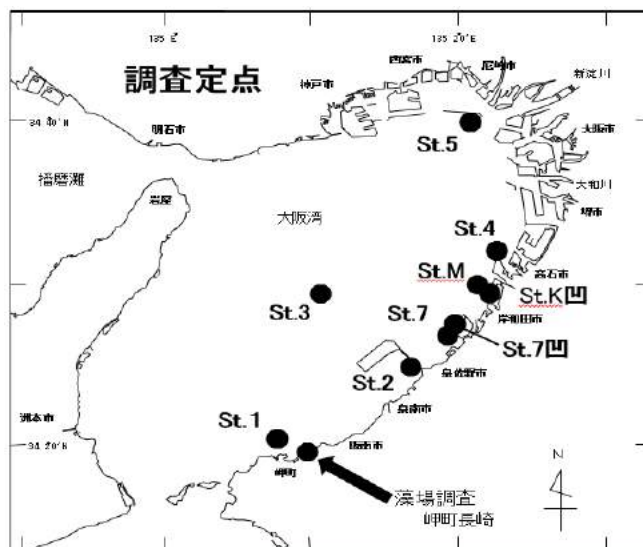 135 E
135 20'E
調査定点
神戸市
西宮市
尼崎市
新淀川
34 40'N
明石市
St.5
大阪市
播磨灘
大和川
岩屋
大阪湾
堺市
St.4
St.M
高石市
St.K凹
St.3
St.7
岸和田市
St.7凹
St.2
泉佐野市
泉南市
洲本市
St.1
34 20'N
阪南市
岬町
N
藻場調査
岬町長崎